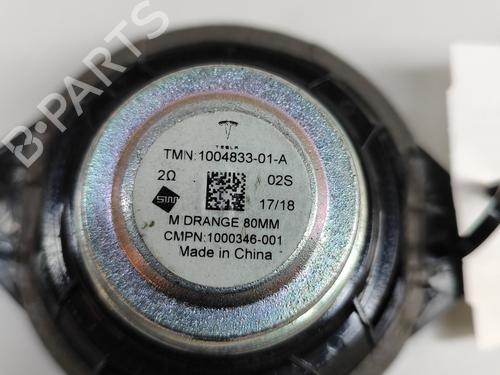 B-PARTS
TESLA
TMN:1004833-01-A
2Ω 02S
17/18
M DRANGE 80MM
CMPN:1000346-001
Made in China